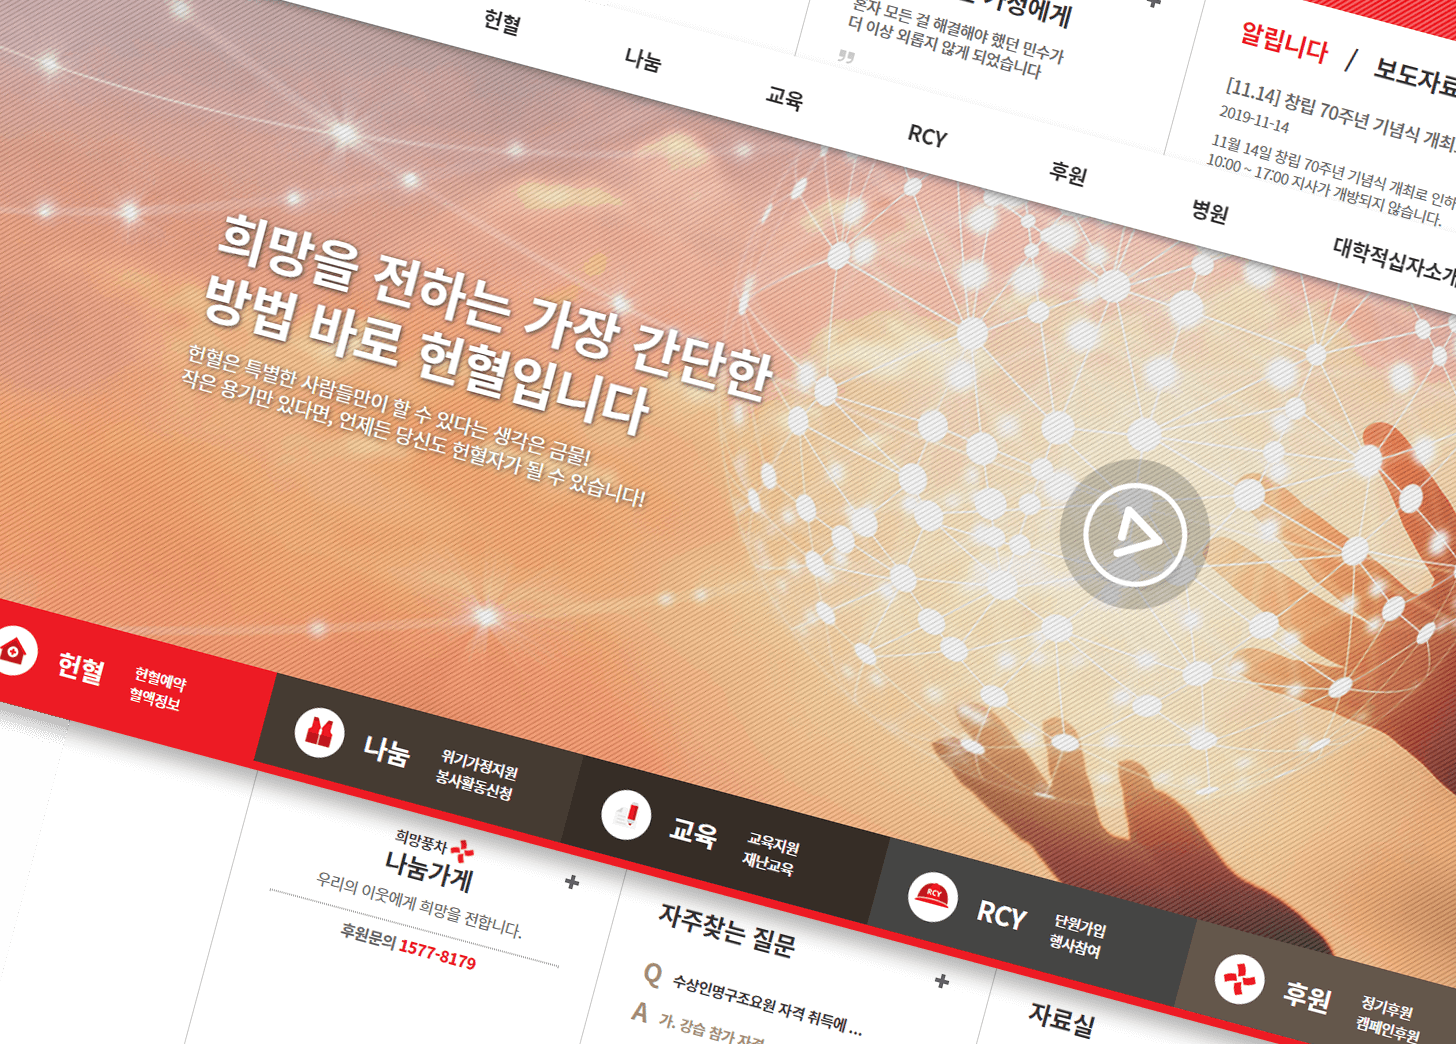 가정에게
혼자 모든 걸 해결해야 했던 민수가
더 이상 외롭지 않게 되었습니다
알립니다 / 보도자료
[11.14] 창립 70주년 기념식 개최
2019-11-14
11월 14일 창립 70주년 기념식 개최로 인하
10:00 ~ 17:00 지사가 개방되지 않습니다.
헌혈
나눔
교육
RCY
후원
병원
대학적십자소개
희망을 전하는 가장 간단한
방법 바로 헌혈입니다
헌혈은 특별한 사람들만이 할 수 있다는 생각은 금물!
작은 용기만 있다면, 언제든 당신도 헌혈자가 될 수 있습니다!
헌혈
헌혈예약
혈액정보
나눔
위기가정지원
봉사활동신청
교육
교육지원
재난교육
RCY
RCY
단원가입
행사참여
후원
정기후원
캠페인후원
희망풍차
나눔가게
우리의 이웃에게 희망을 전합니다.
후원문의 1577-8179
자주찾는 질문
Q 수상인명구조요원 자격 취득에 ...
A 가. 강습 참가 자격
자료실